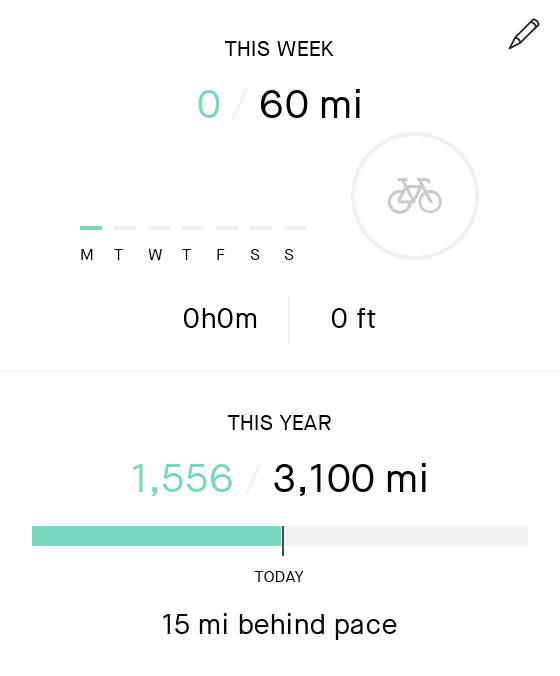 THIS WEEK
0 / 60 mi
M T W T F S S
0h0m 0 ft
THIS YEAR
1,556 / 3,100 mi
TODAY
15 mi behind pace